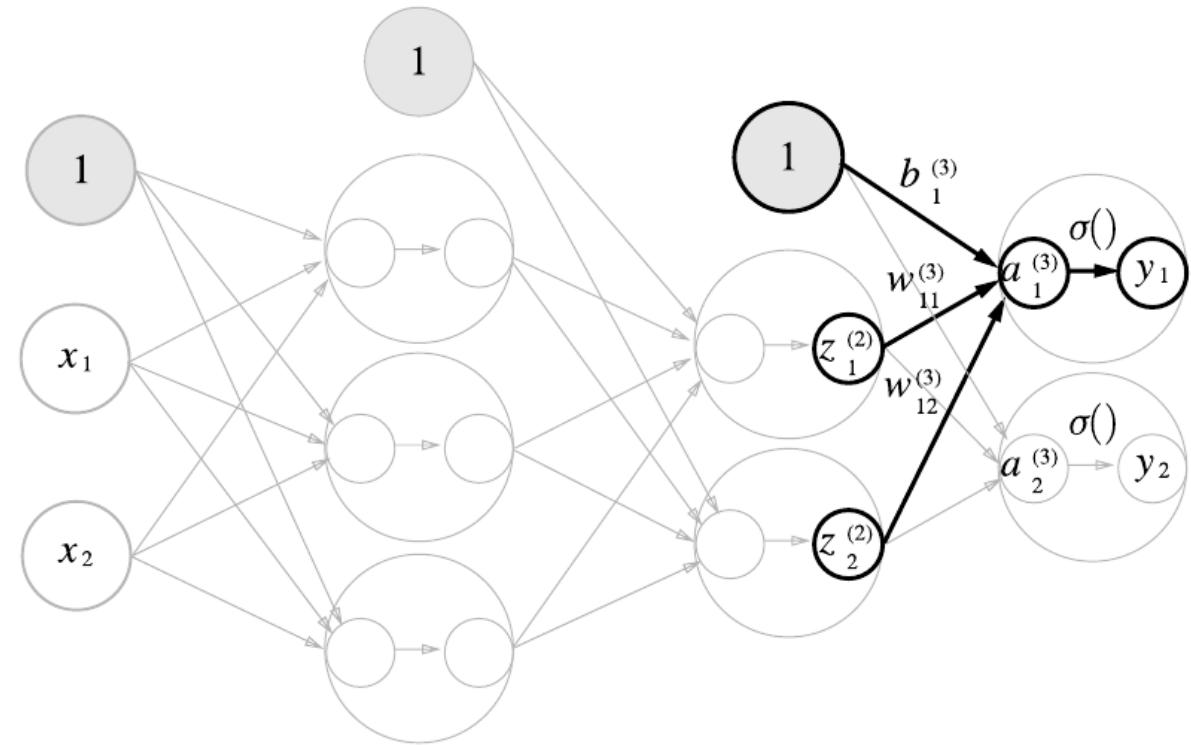 1
1
1
b₁⁽³⁾
σ()
a₁⁽³⁾
y₁
w₁₁⁽³⁾
x₁
z₁⁽²⁾
w₁₂⁽³⁾
σ()
a₂⁽³⁾
y₂
x₂
z₂⁽²⁾